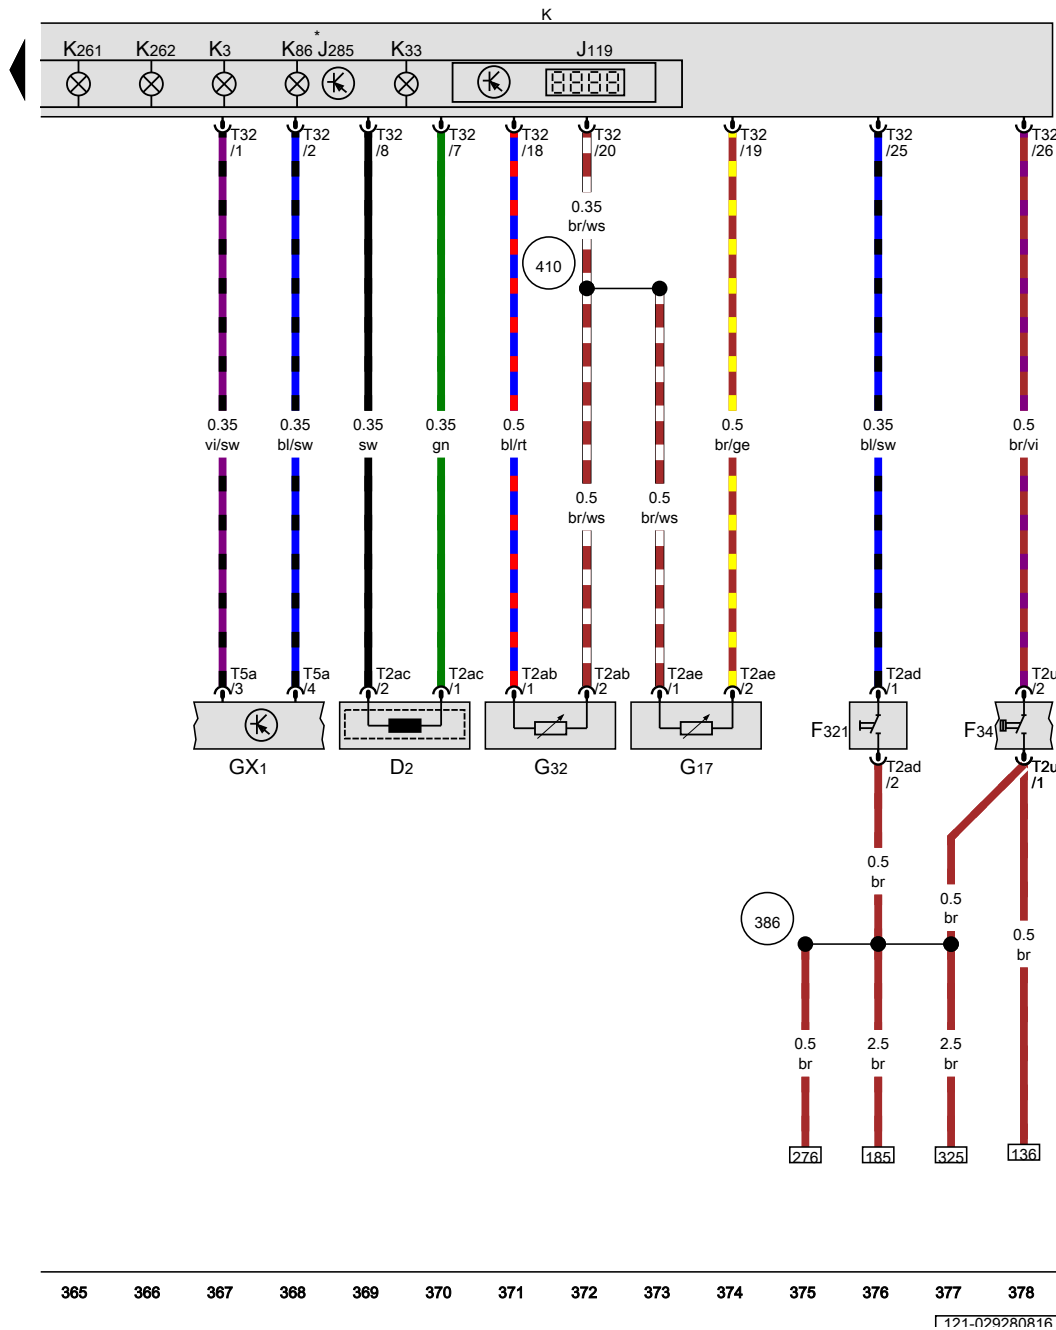 K
K261 K262 K3 K86 * J285 K33 J119
T32 T32 T32 T32 T32 T32 T32 T32 T32
/1 /2 /8 /7 /18 /20 /19 /25 /26
0.35
br/ws
410
0.35 0.35 0.35 0.35 0.5 0.5 0.35 0.5
vi/sw bl/sw sw gn bl/rt br/ge bl/sw br/vi
0.5 0.5
br/ws br/ws
T5a T5a T2ac T2ac T2ab T2ab T2ae T2ae T2ad T2u
/3 /4 /2 /1 /1 /2 /1 /2 /1 /2
F321 F34
GX1 D2 G32 G17
T2ad T2u
/2 /1
0.5
br
0.5
br
386
0.5
br
0.5 2.5 2.5
br br br
276 185 325 136
365 366 367 368 369 370 371 372 373 374 375 376 377 378
121-029280816